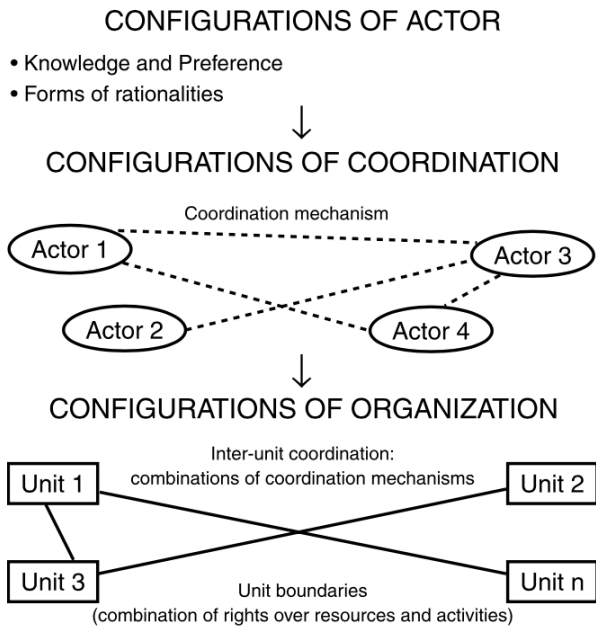 CONFIGURATIONS OF ACTOR
• Knowledge and Preference
• Forms of rationalities
CONFIGURATIONS OF COORDINATION
Coordination mechanism
Actor 1
Actor 3
Actor 2
Actor 4
CONFIGURATIONS OF ORGANIZATION
Inter-unit coordination:
combinations of coordination mechanisms
Unit 1
Unit 2
Unit 3
Unit n
Unit boundaries
(combination of rights over resources and activities)